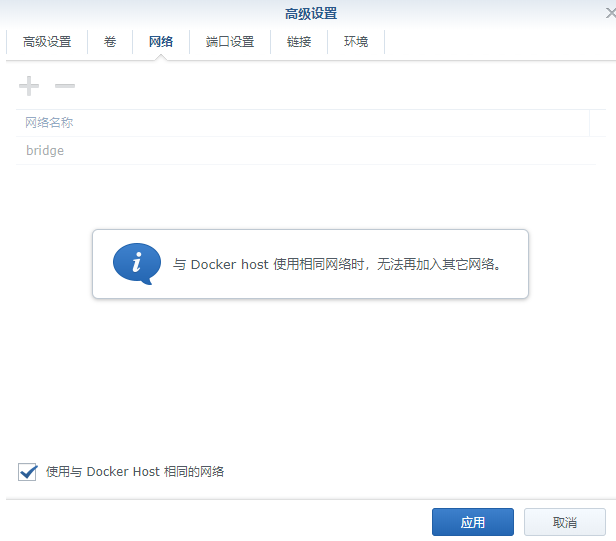 高级设置
高级设置 卷 网络 端口设置 链接 环境
网络名称
bridge
与 Docker host 使用相同网络时，无法再加入其它网络。
使用与 Docker Host 相同的网络
应用 取消